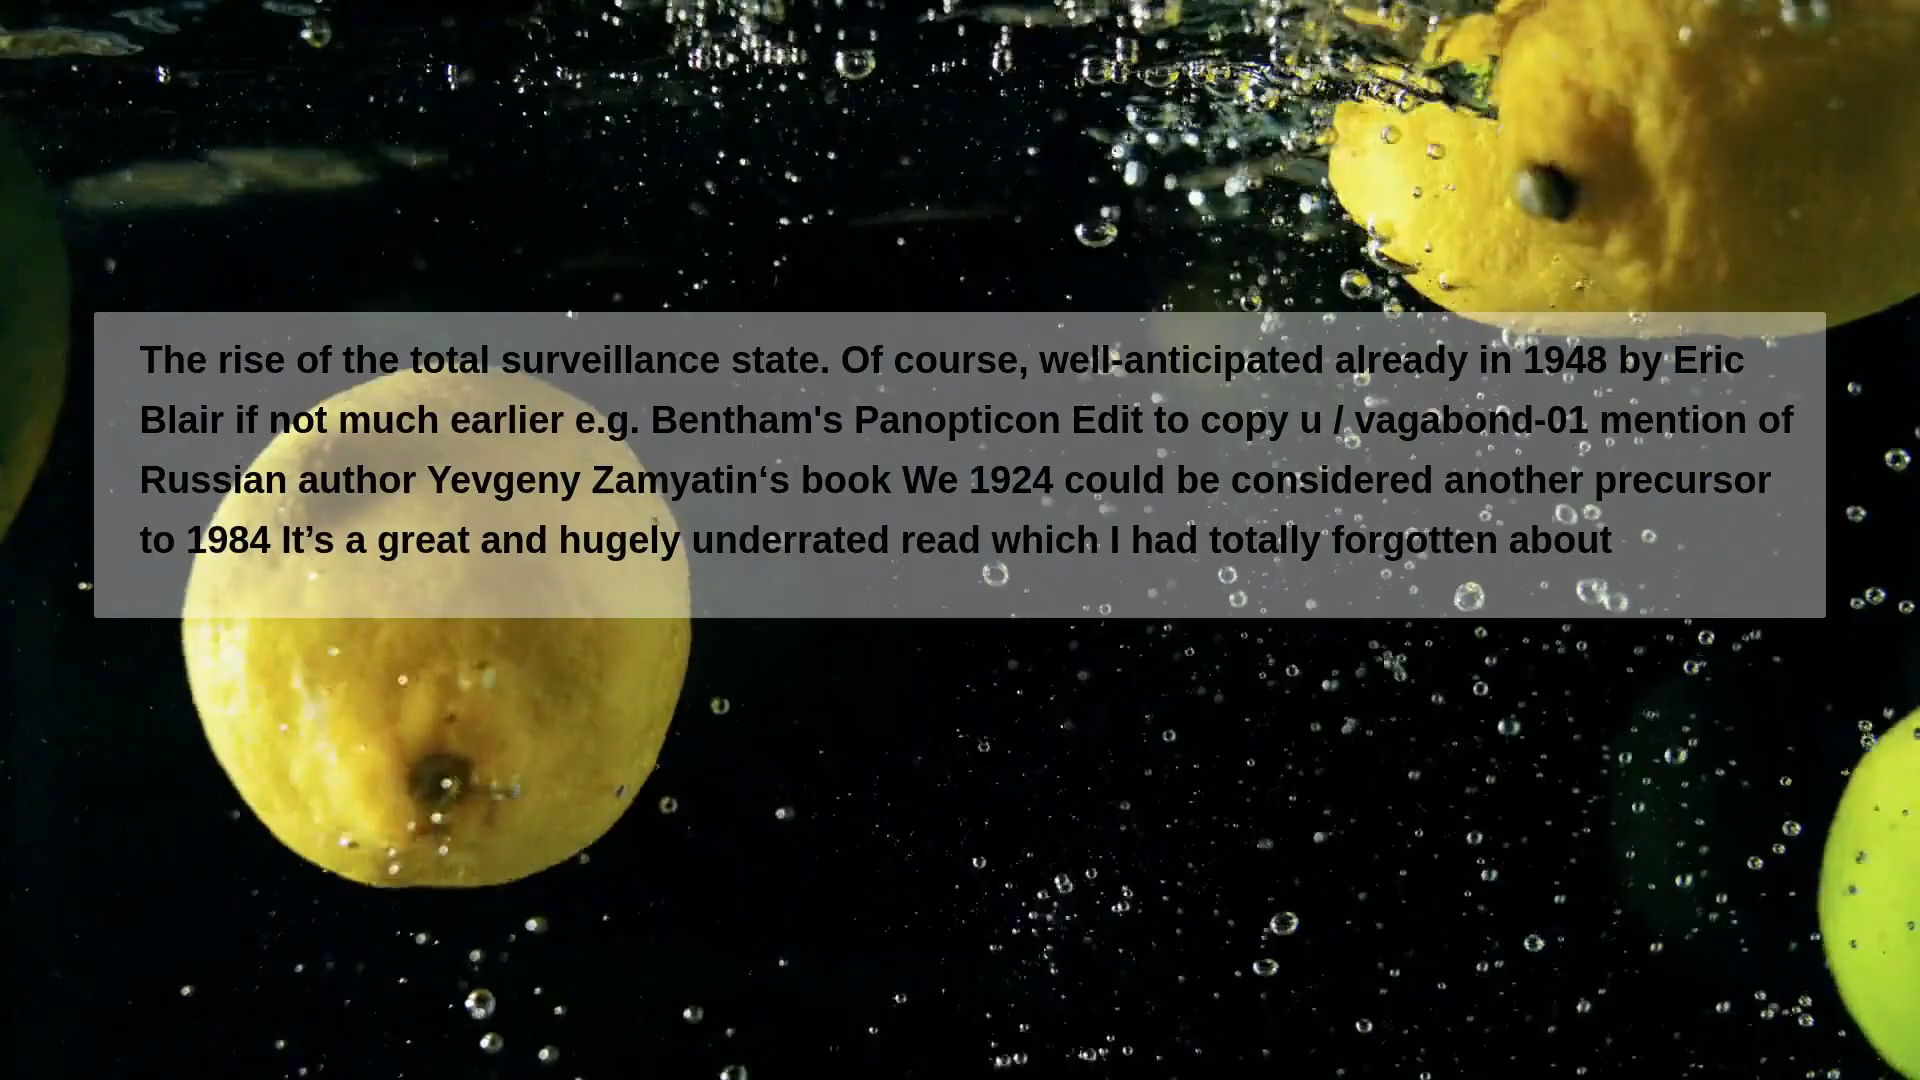 The rise of the total surveillance state. Of course, well-anticipated already in 1948 by Eric
Blair if not much earlier e.g. Bentham's Panopticon Edit to copy u / vagabond-01 mention of
Russian author Yevgeny Zamyatin‘s book We 1924 could be considered another precursor
to 1984 It’s a great and hugely underrated read which I had totally forgotten about